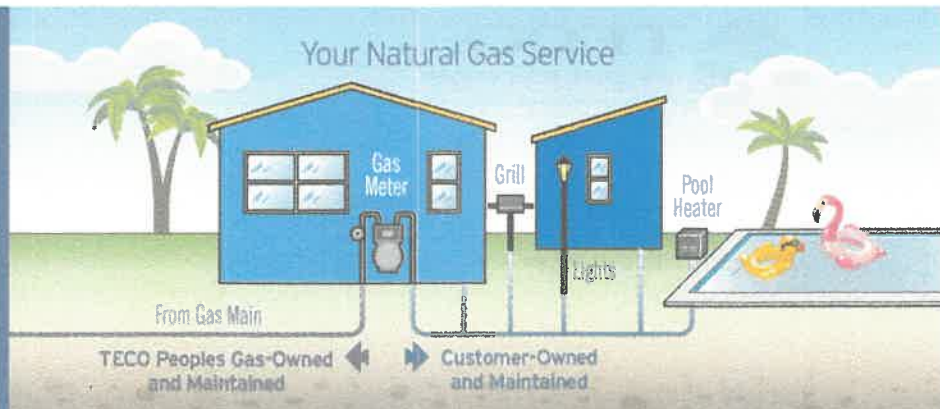 Your Natural Gas Service
Gas
Meter
Grill
Pool
Heater
Lights
From Gas Main
TECO Peoples Gas-Owned
and Maintained
Customer-Owned
and Maintained